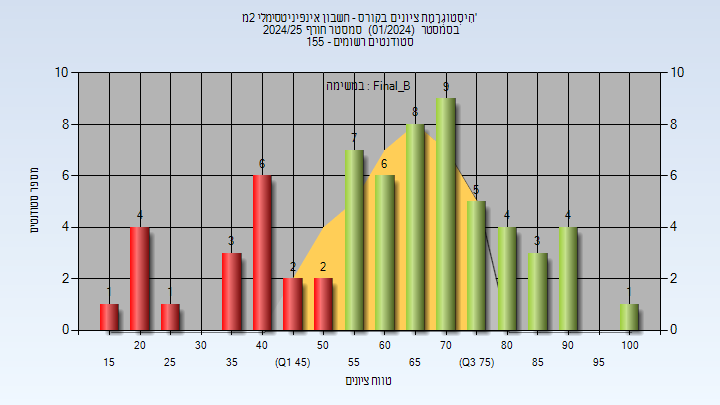 היסטוגרמת ציונים בקורס - חשבון אינפיניטסימלי 2מ'
בסמסטר (01/2024) סמסטר חורף 2024/25
סטודנטים רשומים - 155
במשימה : Final_B
10 10
8 8
6 6
4 4
2 2
0 0
1 4 1 3 6 2 2 7 6 8 9 5 4 3 4 1
מספר סטודנטים
20 30 40 50 60 70 80 90 100
15 25 35 (Q1 45) 55 65 (Q3 75) 85 95
טווח ציונים